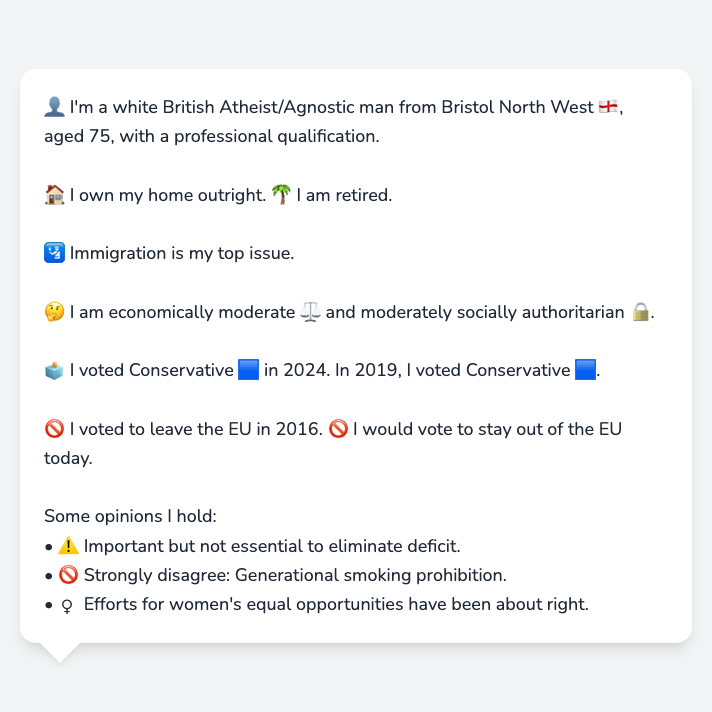 👤 I'm a white British Atheist/Agnostic man from Bristol North West 🏴󠁧󠁢󠁥󠁮󠁧󠁿,
aged 75, with a professional qualification.
🏠 I own my home outright. 🌴 I am retired.
🛂 Immigration is my top issue.
🤔 I am economically moderate ⚖️ and moderately socially authoritarian 🔒.
🗳️ I voted Conservative 🟦 in 2024. In 2019, I voted Conservative 🟦.
🚫 I voted to leave the EU in 2016. 🚫 I would vote to stay out of the EU
today.
Some opinions I hold:
• ⚠️ Important but not essential to eliminate deficit.
• 🚫 Strongly disagree: Generational smoking prohibition.
• ♀ Efforts for women's equal opportunities have been about right.